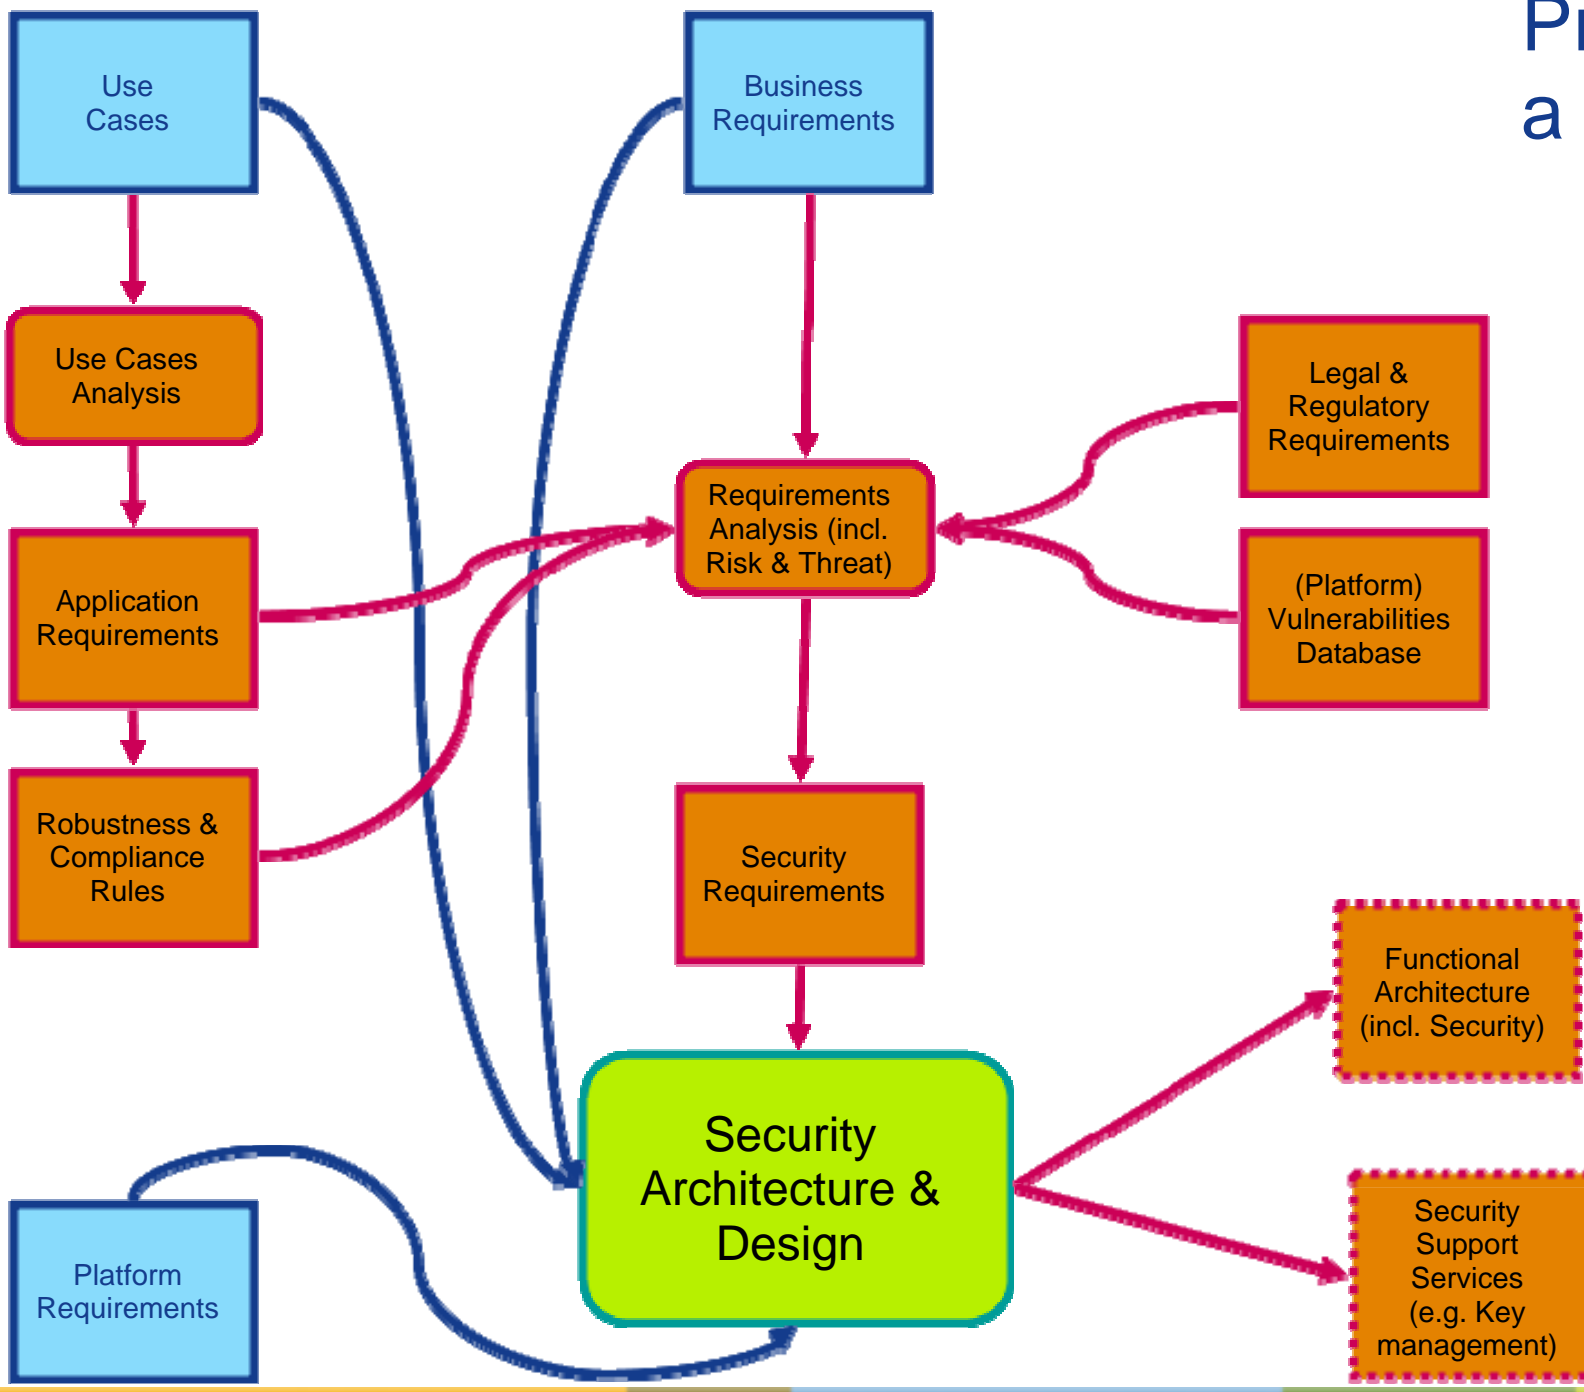 Use
Cases
Business
Requirements
a
Use Cases
Analysis
Legal &
Regulatory
Requirements
Requirements
Analysis (incl.
Risk & Threat)
Application
Requirements
(Platform)
Vulnerabilities
Database
Robustness &
Compliance
Rules
Security
Requirements
Functional
Architecture
(incl. Security)
Security
Architecture &
Design
Platform
Requirements
Security
Support
Services
(e.g. Key
management)